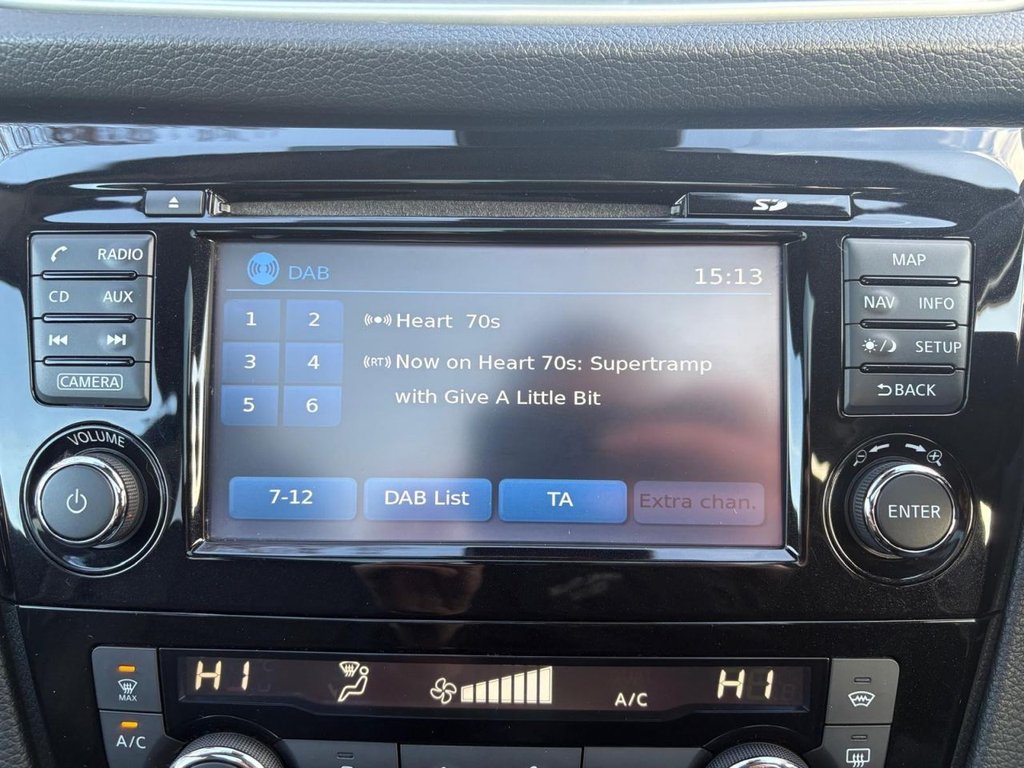 RADIO
CD AUX
CAMERA
VOLUME
SD
DAB
15:13
1 2
3 4
5 6
Heart 70s
(RT) Now on Heart 70s: Supertramp
with Give A Little Bit
7-12 DAB List TA Extra chan.
MAP
NAV INFO
SETUP
BACK
ENTER
HI
A/C
HI
MAX
A/C